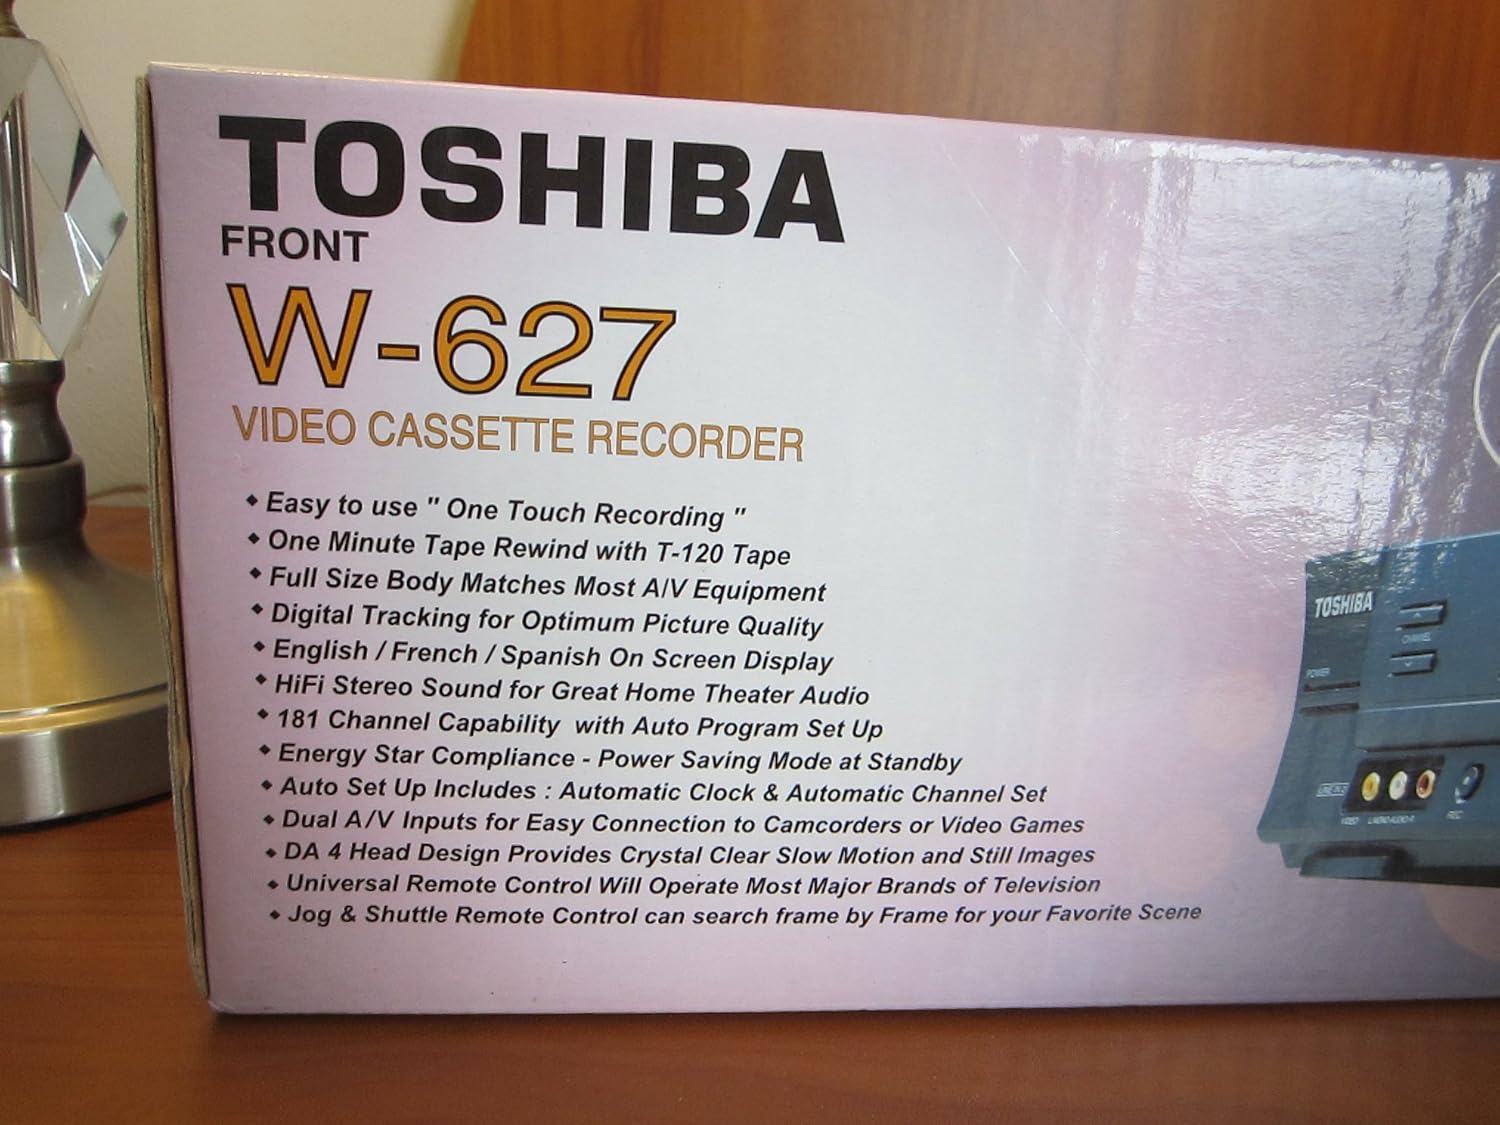 TOSHIBA
FRONT
W-627
VIDEO CASSETTE RECORDER
◆ Easy to use " One Touch Recording "
◆ One Minute Tape Rewind with T-120 Tape
◆ Full Size Body Matches Most A/V Equipment
◆ Digital Tracking for Optimum Picture Quality
◆ English / French / Spanish On Screen Display
◆ HiFi Stereo Sound for Great Home Theater Audio
◆ 181 Channel Capability with Auto Program Set Up
◆ Energy Star Compliance - Power Saving Mode at Standby
◆ Auto Set Up Includes : Automatic Clock & Automatic Channel Set
◆ Dual A/V Inputs for Easy Connection to Camcorders or Video Games
◆ DA 4 Head Design Provides Crystal Clear Slow Motion and Still Images
◆ Universal Remote Control Will Operate Most Major Brands of Television
◆ Jog & Shuttle Remote Control can search frame by Frame for your Favorite Scene
TOSHIBA
CHANNEL
POWER
LINE IN 2
VIDEO
REC